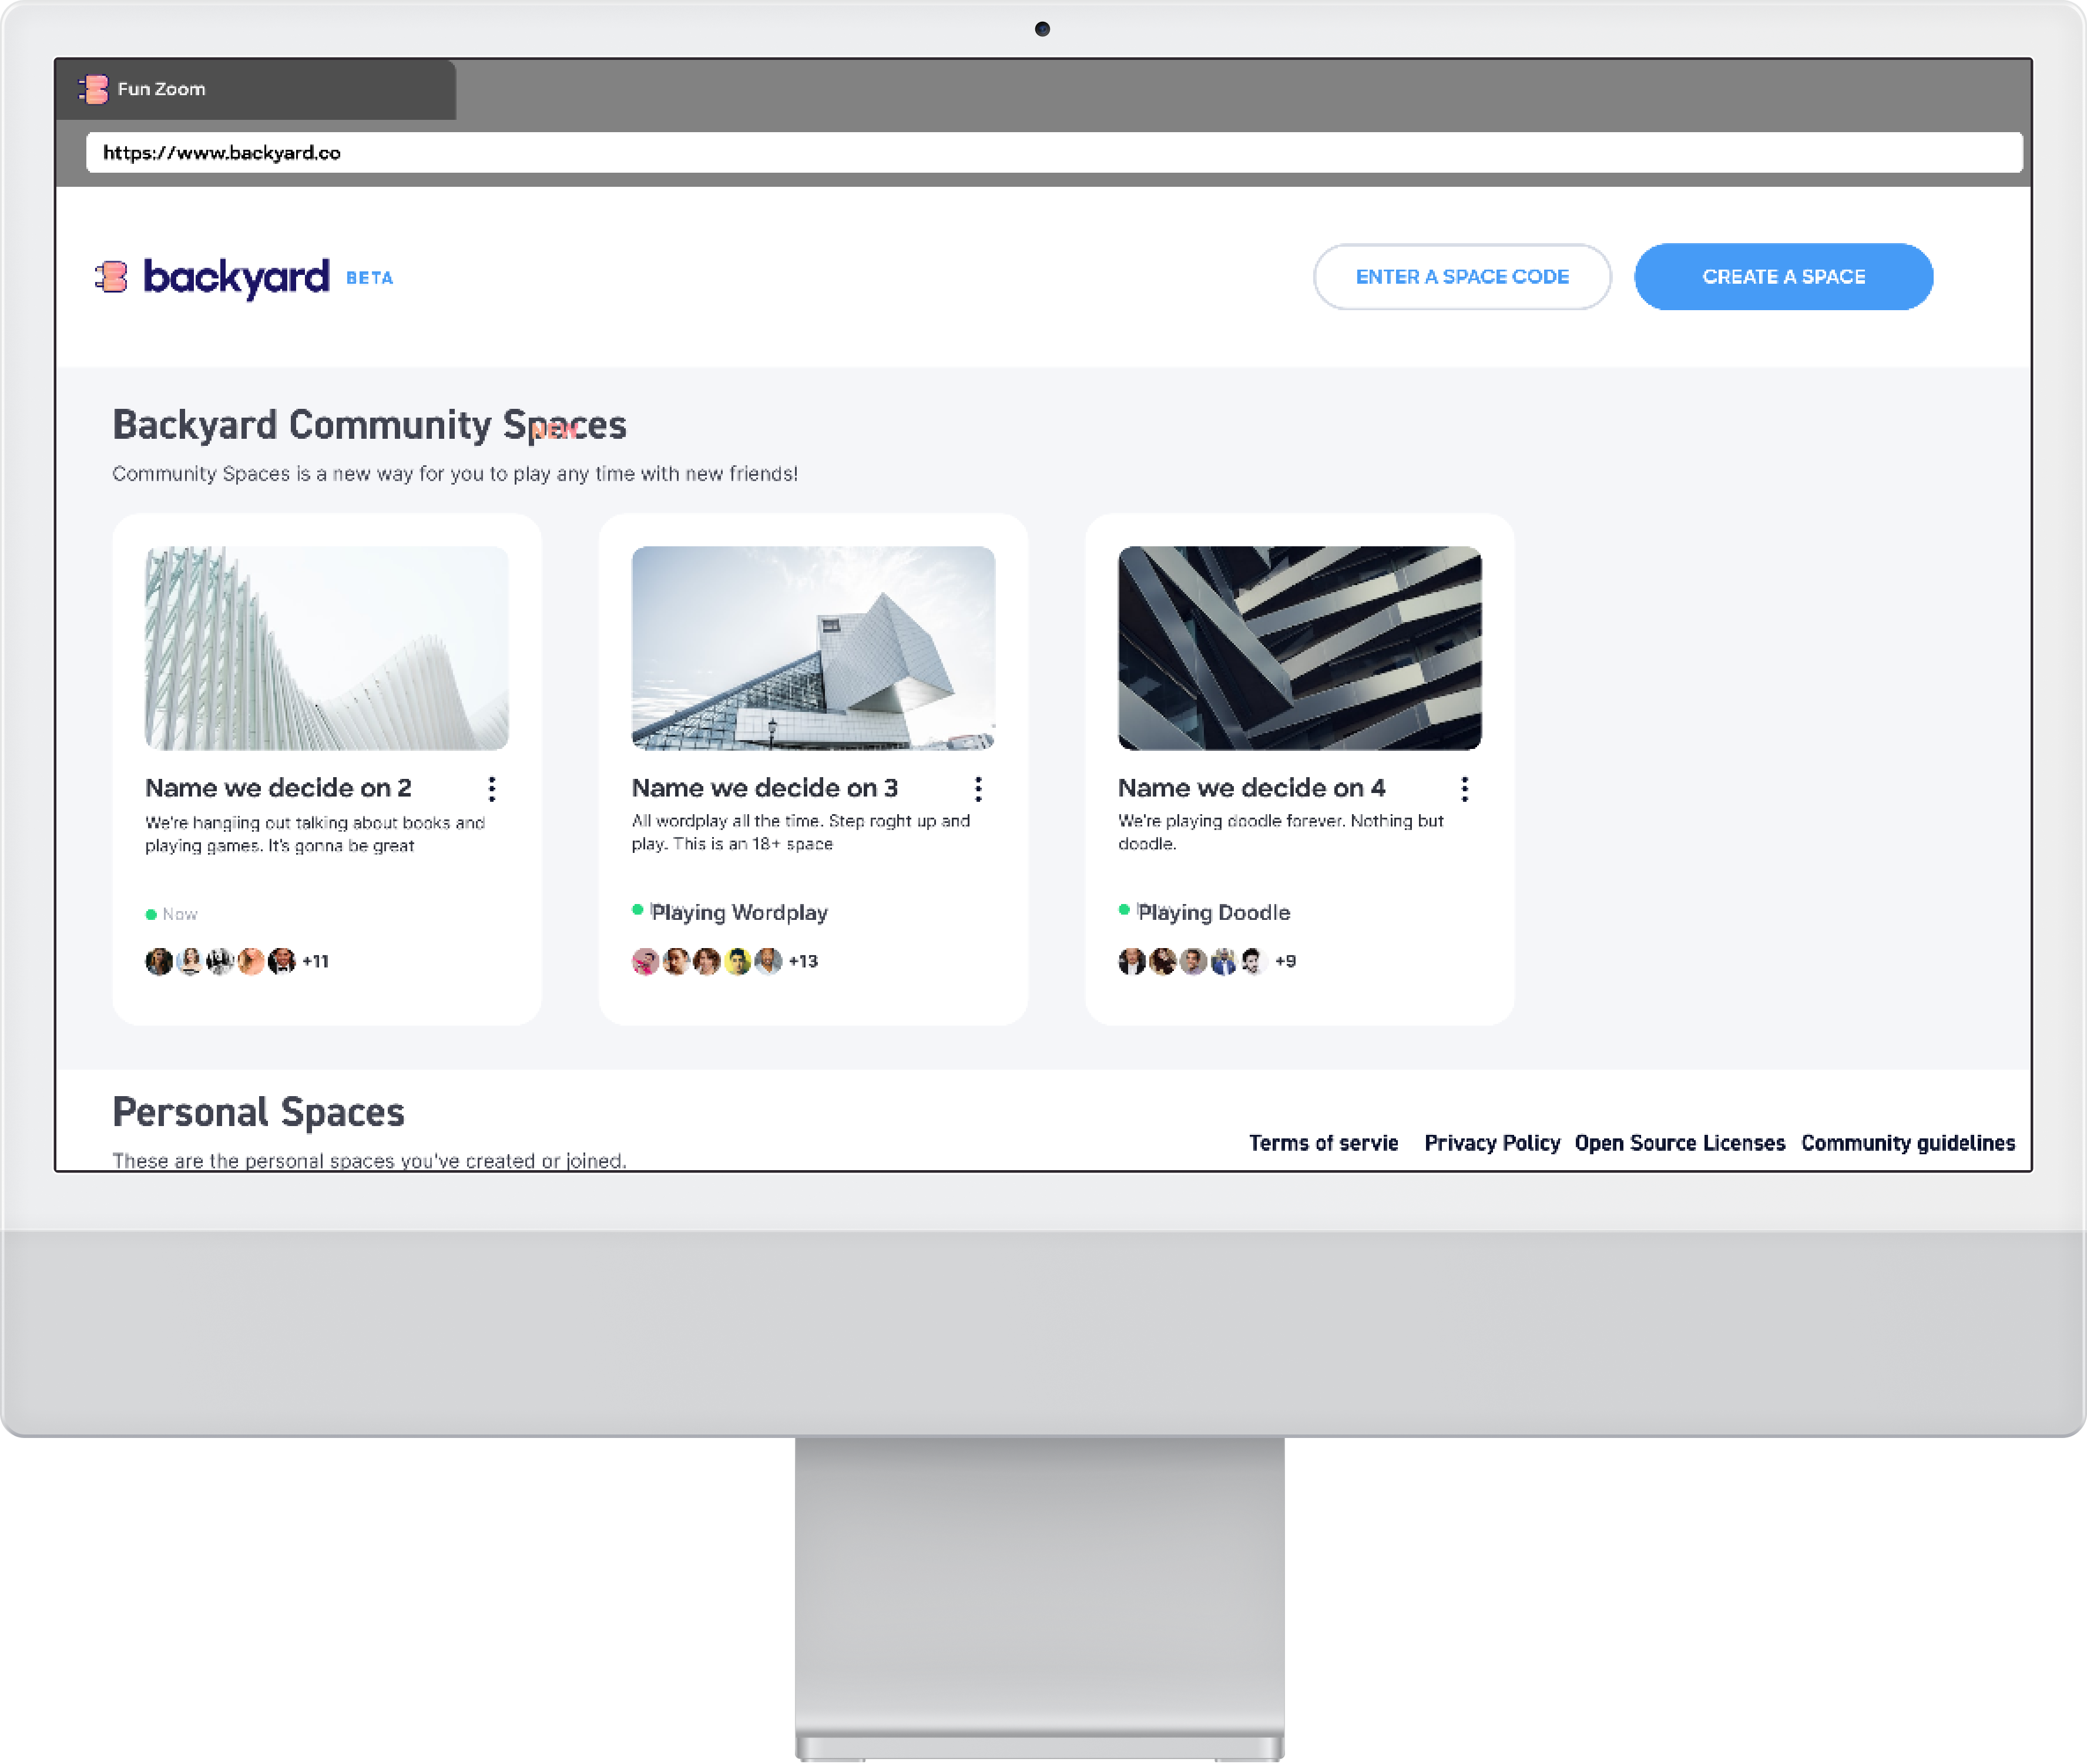 Fun Zoom
https://www.backyard.co
backyard BETA
ENTER A SPACE CODE
CREATE A SPACE
Backyard Community Spaces
NEW
Community Spaces is a new way for you to play any time with new friends!
Name we decide on 2
We're hangiing out talking about books and
playing games. It's gonna be great
Now
+11
Name we decide on 3
All wordplay all the time. Step roght up and
play. This is an 18+ space
Playing Wordplay
+13
Name we decide on 4
We're playing doodle forever. Nothing but
doodle.
Playing Doodle
+9
Personal Spaces
These are the personal spaces you've created or joined.
Terms of servie
Privacy Policy
Open Source Licenses
Community guidelines